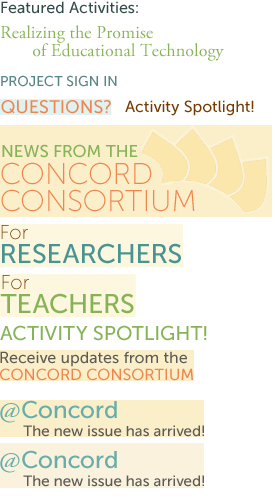 Featured Activities:
Realizing the Promise
of Educational Technology
PROJECT SIGN IN
QUESTIONS? Activity Spotlight!
NEWS FROM THE
CONCORD
CONSORTIUM
For
RESEARCHERS
For
TEACHERS
ACTIVITY SPOTLIGHT!
Receive updates from the
CONCORD CONSORTIUM
@Concord
The new issue has arrived!
@Concord
The new issue has arrived!